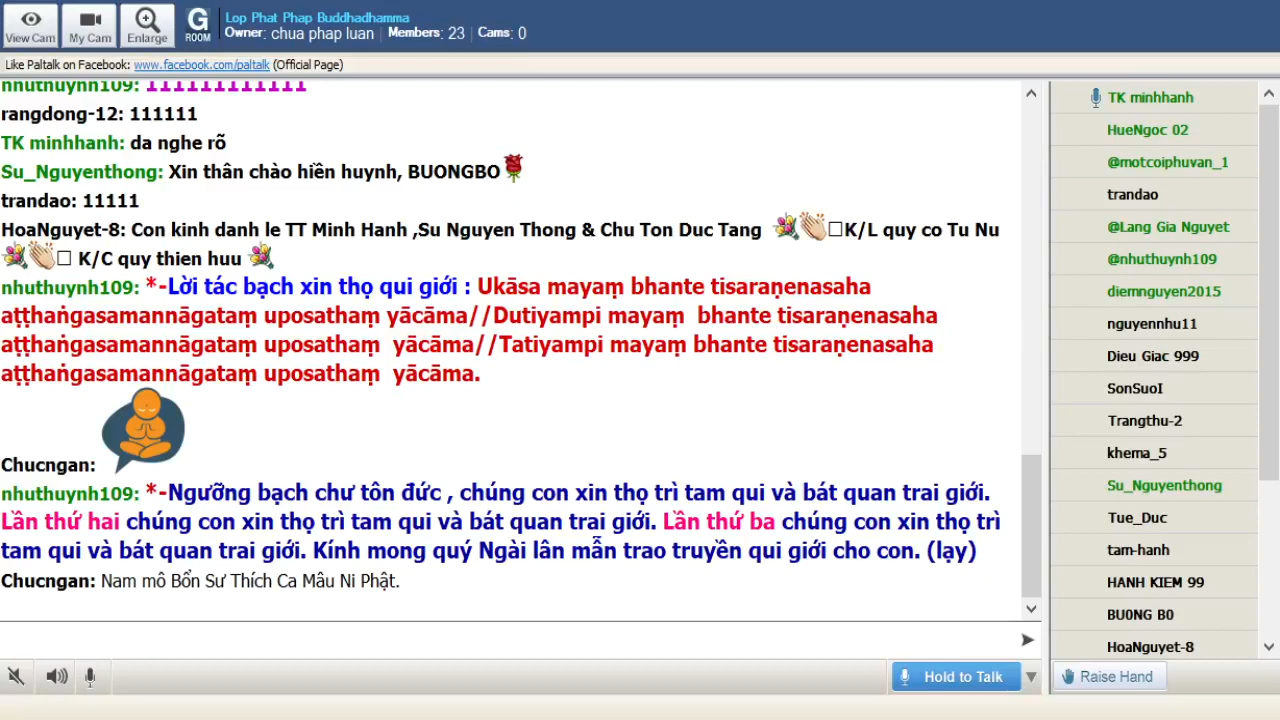 View Cam
My Cam
Enlarge
G
ROOM
Lop Phat Phap Buddhadhamma
Owner: chua phap luan Members: 23 Cams: 0
Like Paltalk on Facebook: www.facebook.com/paltalk (Official Page)
nhuthuynh109: 111111111111
rangdong-12: 111111
TK minhhanh: da nghe rõ
Su_Nguyenthong: Xin thân chào hiền huynh, BUONGBO
trandao: 11111
HoaNguyet-8: Con kinh danh le TT Minh Hanh ,Su Nguyen Thong & Chu Ton Duc Tang K/L quy co Tu Nu
K/C quy thien huu
nhuthuynh109: *-Lời tác bạch xin thọ qui giới : Ukāsa mayaṃ bhante tisaraṇenasaha
aṭṭhaṅgasamannāgataṃ uposathaṃ yācāma//Dutiyampi mayaṃ bhante tisaraṇenasaha
aṭṭhaṅgasamannāgataṃ uposathaṃ yācāma//Tatiyampi mayaṃ bhante tisaraṇenasaha
aṭṭhaṅgasamannāgataṃ uposathaṃ yācāma.
Chucngan:
nhuthuynh109: *-Ngưỡng bạch chư tôn đức , chúng con xin thọ trì tam qui và bát quan trai giới.
Lần thứ hai chúng con xin thọ trì tam qui và bát quan trai giới. Lần thứ ba chúng con xin thọ trì
tam qui và bát quan trai giới. Kính mong quý Ngài lân mẫn trao truyền qui giới cho con. (lạy)
Chucngan: Nam mô Bổn Sư Thích Ca Mâu Ni Phật.
Hold to Talk
TK minhhanh
HueNgoc 02
@motcoiphuvan_1
trandao
@Lang Gia Nguyet
@nhuthuynh109
diemnguyen2015
nguyennhu11
Dieu Giac 999
SonSuoI
Trangthu-2
khema_5
Su_Nguyenthong
Tue_Duc
tam-hanh
HANH KIEM 99
BU0NG B0
HoaNguyet-8
Raise Hand